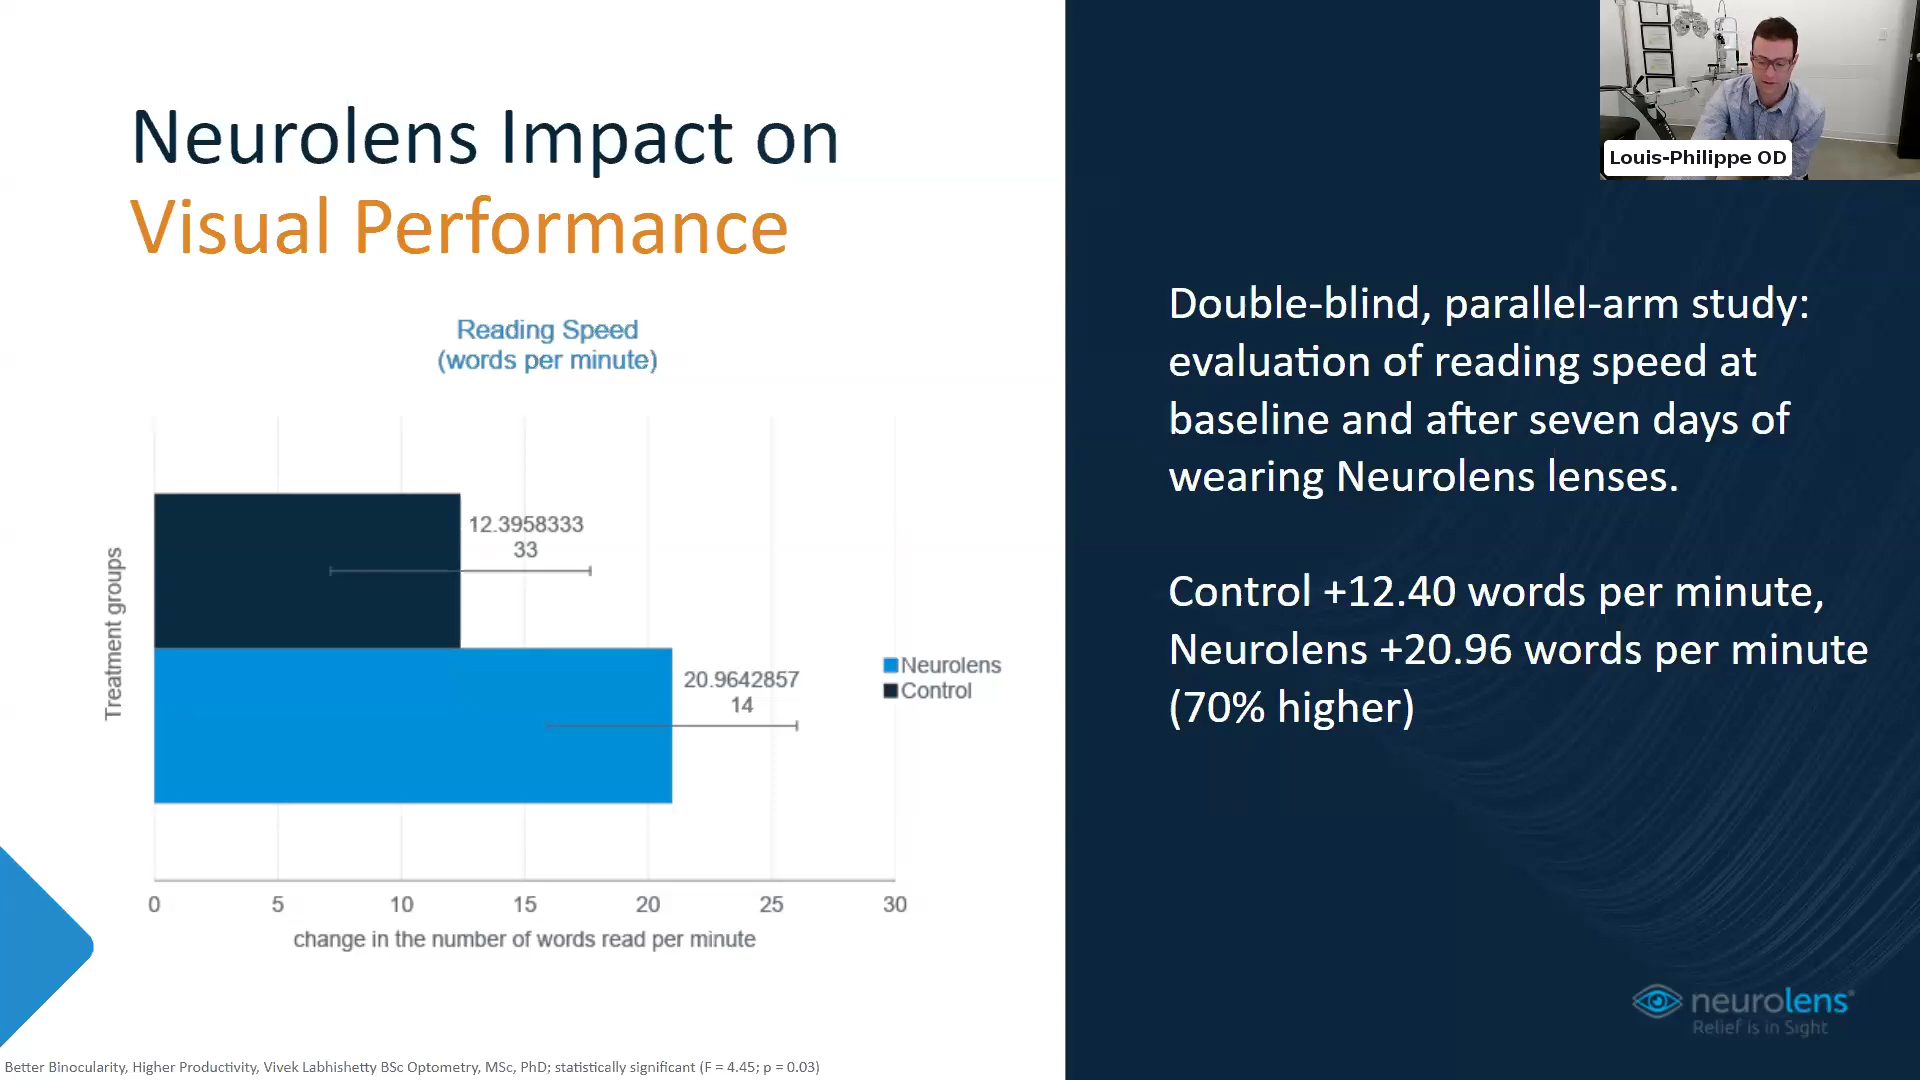 Neurolens Impact on
Visual Performance
Reading Speed
(words per minute)
Treatment groups
12.3958333
33
20.9642857
14
Neurolens
Control
0 5 10 15 20 25 30
change in the number of words read per minute
Better Binocularity, Higher Productivity, Vivek Labhishetty BSc Optometry, MSc, PhD; statistically significant (F = 4.45; p = 0.03)
Louis-Philippe OD
Double-blind, parallel-arm study:
evaluation of reading speed at
baseline and after seven days of
wearing Neurolens lenses.
Control +12.40 words per minute,
Neurolens +20.96 words per minute
(70% higher)
neurolens®
Relief is in Sight